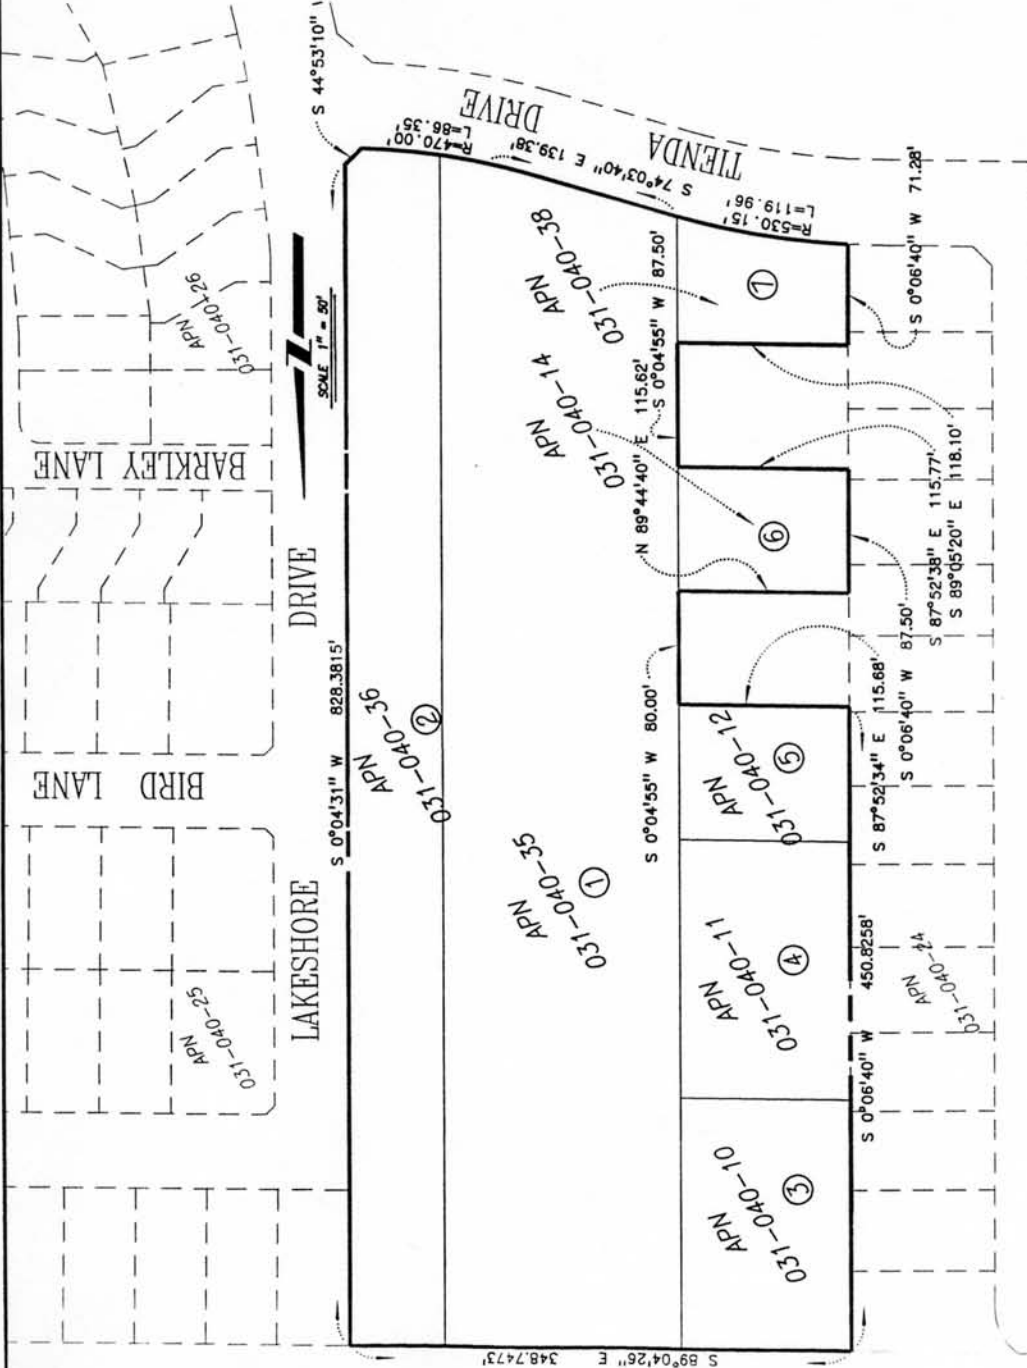 S 44°53'10"
R=470.00'
L=86.35'
TIENDA DRIVE
S 74°03'40" E 139.38'
R=530.15'
L=119.96'
S 0°06'40" W 71.28'
APN
031-040-26
SCALE 1" = 50'
BARKLEY LANE
APN
031-040-38
7
S 0°04'55" W 87.50'
APN
031-040-14
6
N 89°44'40" E 115.62'
S 87°52'38" E 115.77'
S 89°05'20" E 118.10'
S 0°06'40" W 87.50'
LAKESHORE DRIVE
S 0°04'31" W 828.3815'
BIRD LANE
APN
031-040-36
2
S 0°04'55" W 80.00'
APN
031-040-12
5
S 87°52'34" E 115.68'
APN
031-040-35
1
APN
031-040-11
4
APN
031-040-25
S 0°06'40" W 450.8258'
APN
031-040-24
APN
031-040-10
3
S 89°04'26" E 348.7473'